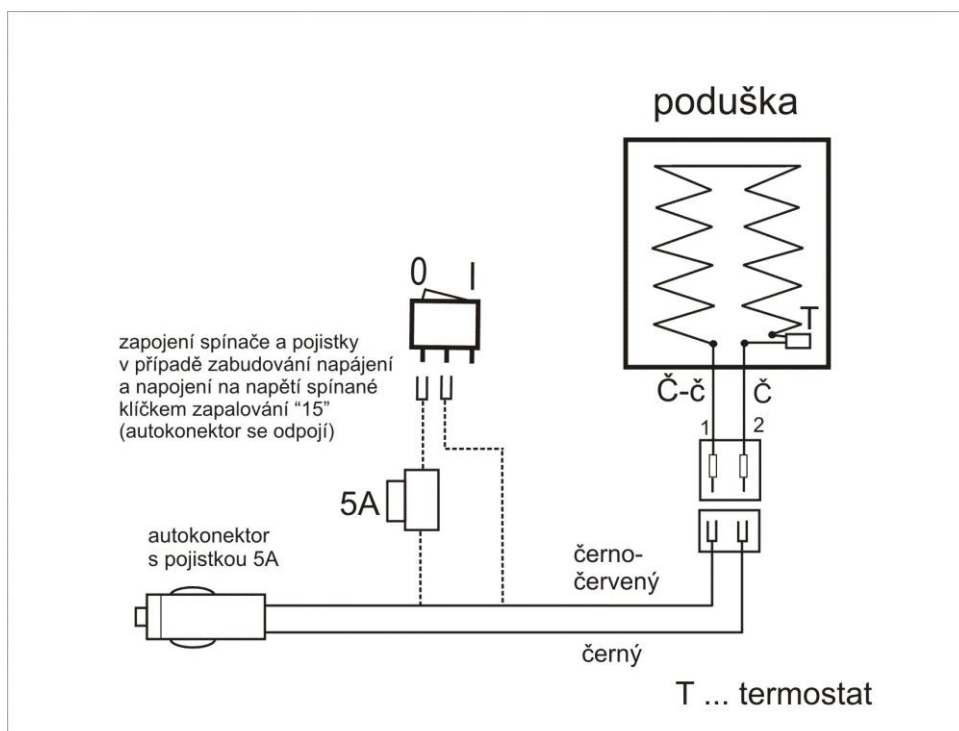 poduška
0 I
T
zapojení spínače a pojistky
v případě zabudování napájení
a napojení na napětí spínané
klíčkem zapalování “15”
(autokonektor se odpojí)
Č-č Č
1 2
5A
autokonektor
s pojistkou 5A
černo-
červený
černý
T ... termostat